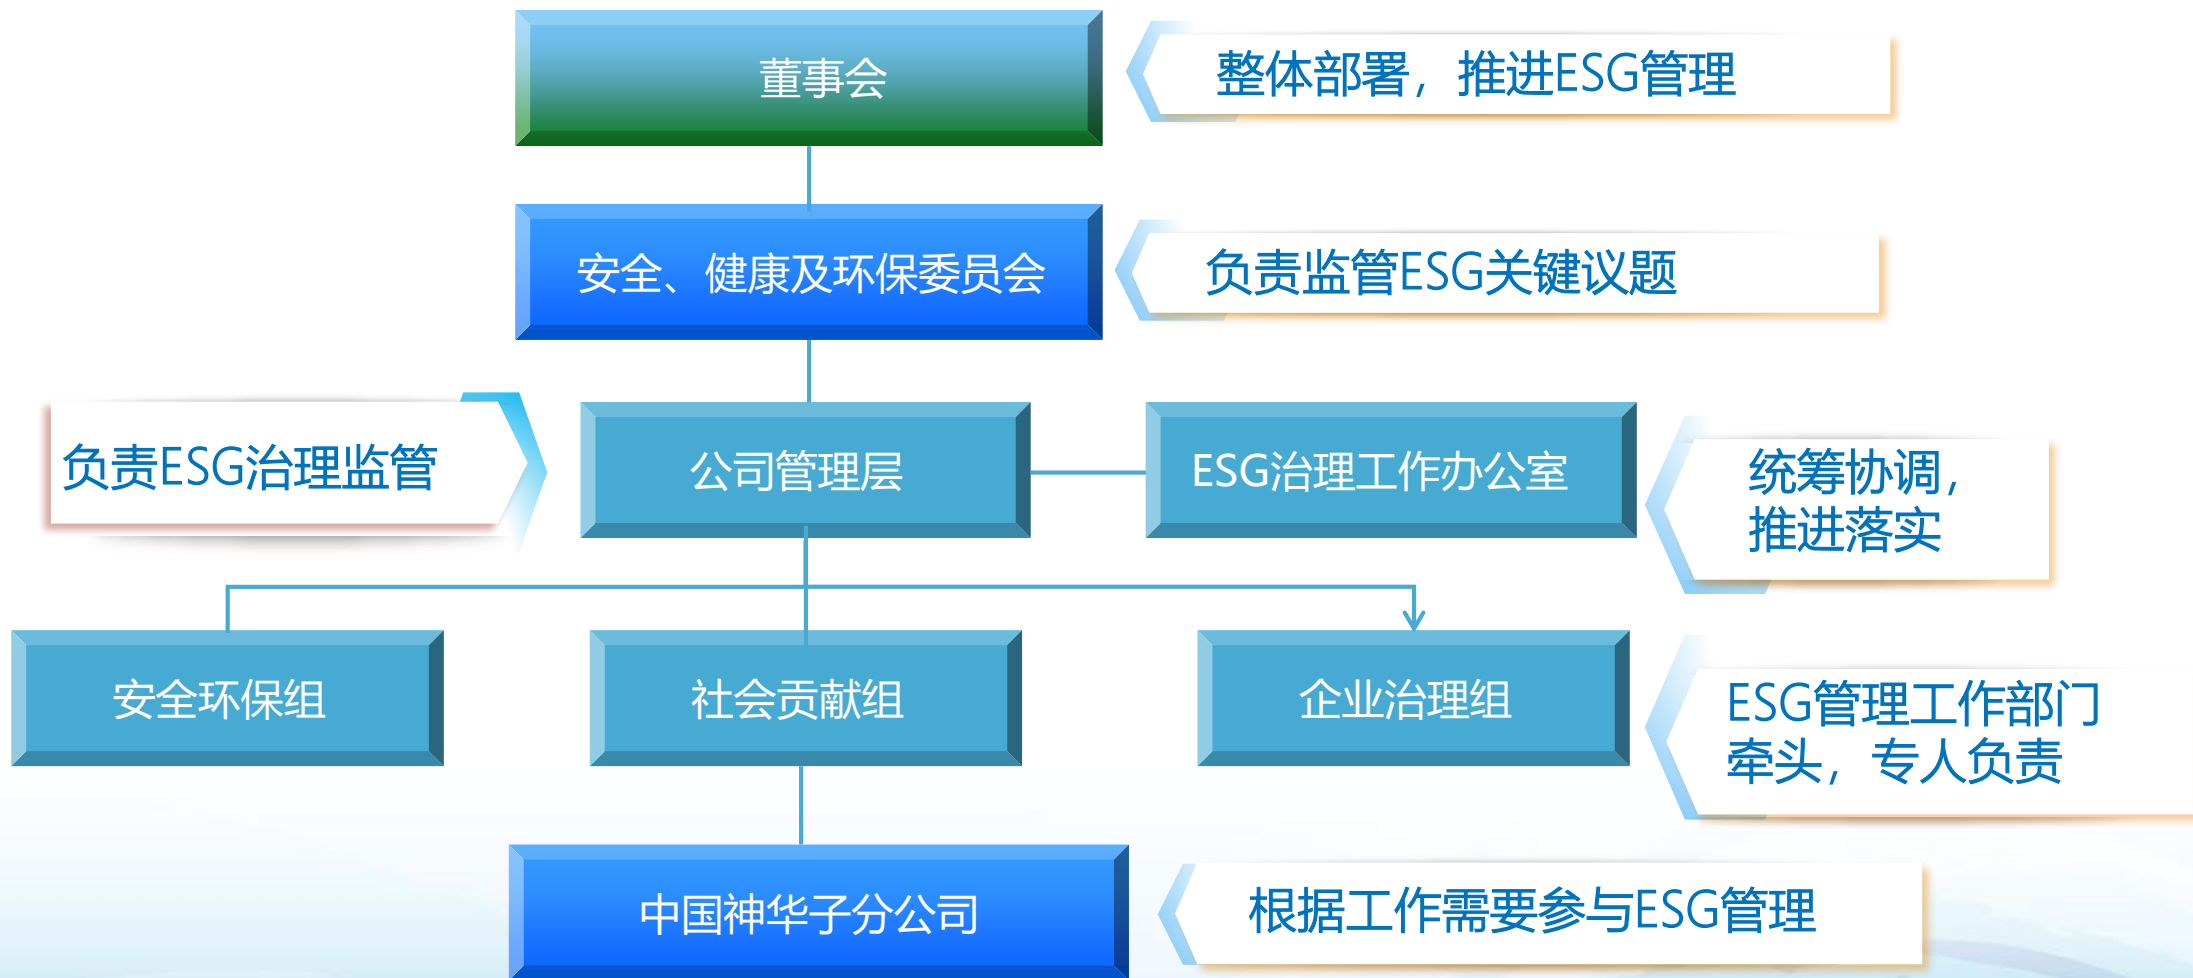 董事会
整体部署，推进ESG管理
安全、健康及环保委员会
负责监管ESG关键议题
负责ESG治理监管
公司管理层
ESG治理工作办公室
统筹协调，
推进落实
安全环保组
社会贡献组
企业治理组
ESG管理工作部门
牵头，专人负责
中国神华子分公司
根据工作需要参与ESG管理